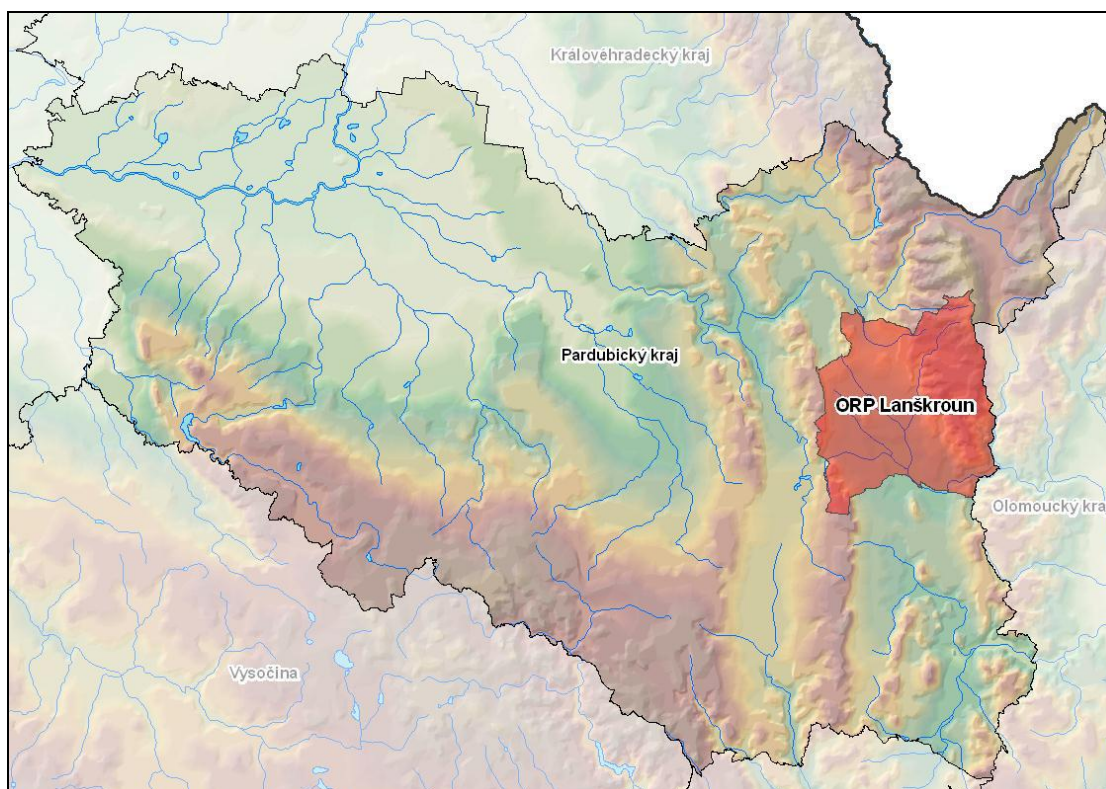 Královéhradecký kraj
Pardubický kraj
ORP Lanškroun
Olomoucký kra
Vysočina